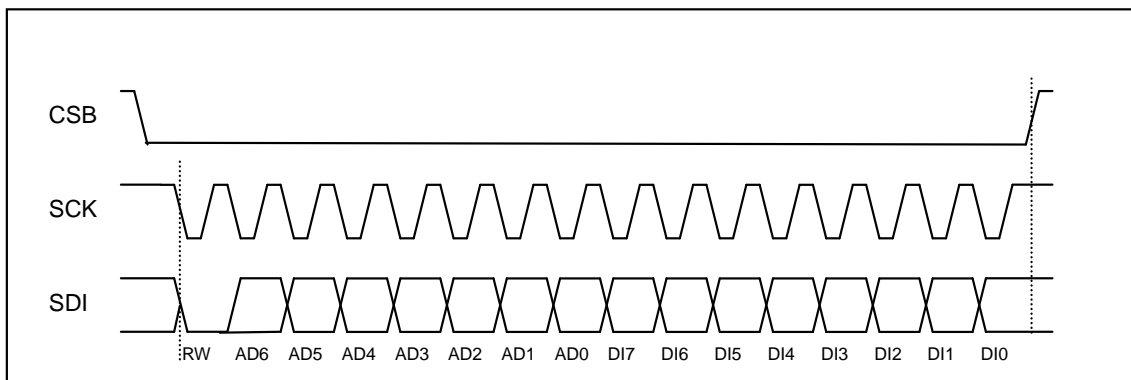 CSB
SCK
SDI
RW AD6 AD5 AD4 AD3 AD2 AD1 AD0 DI7 DI6 DI5 DI4 DI3 DI2 DI1 DI0